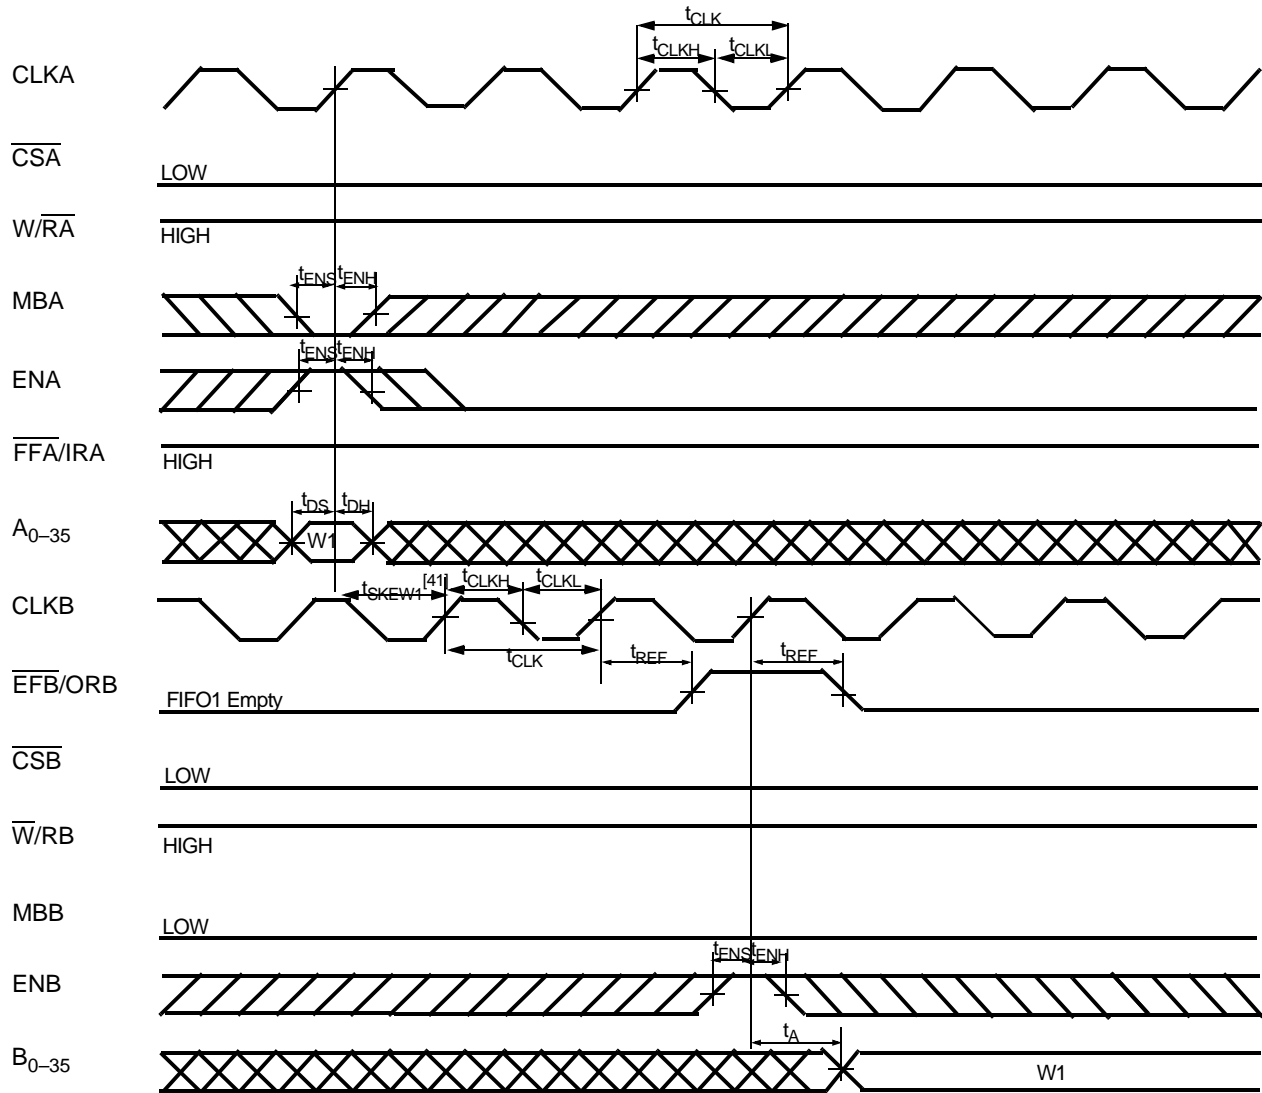 tCLK
tCLKH tCLKL
CLKA
CSA
LOW
W/RA
HIGH
tENS tENH
MBA
tENS tENH
ENA
FFA/IRA
HIGH
tDS tDH
A0–35
W1
tSKEW1[41] tCLKH tCLKL
CLKB
tCLK
tREF tREF
EFB/ORB
FIFO1 Empty
CSB
LOW
W/RB
HIGH
MBB
LOW
tENS tENH
ENB
tA
B0–35
W1